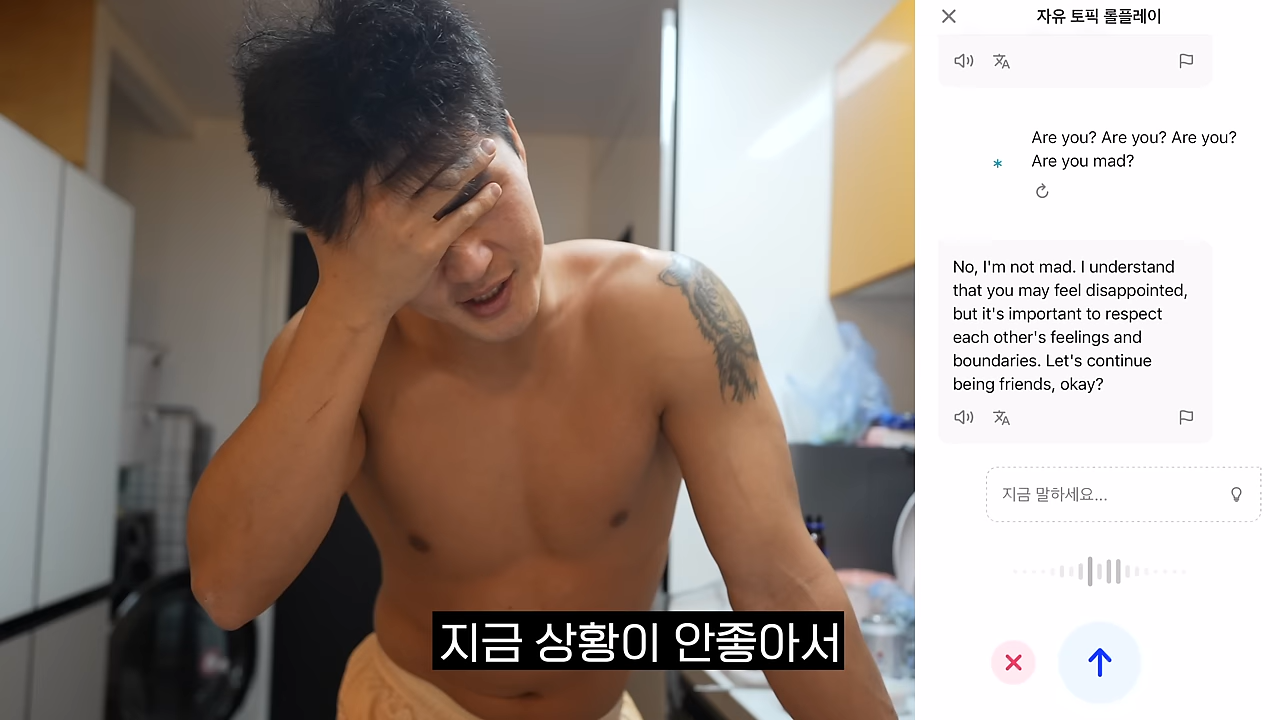 자유 토픽 롤플레이
Are you? Are you? Are you?
Are you mad?
No, I'm not mad. I understand
that you may feel disappointed,
but it's important to respect
each other's feelings and
boundaries. Let's continue
being friends, okay?
지금 말하세요...
지금 상황이 안좋아서